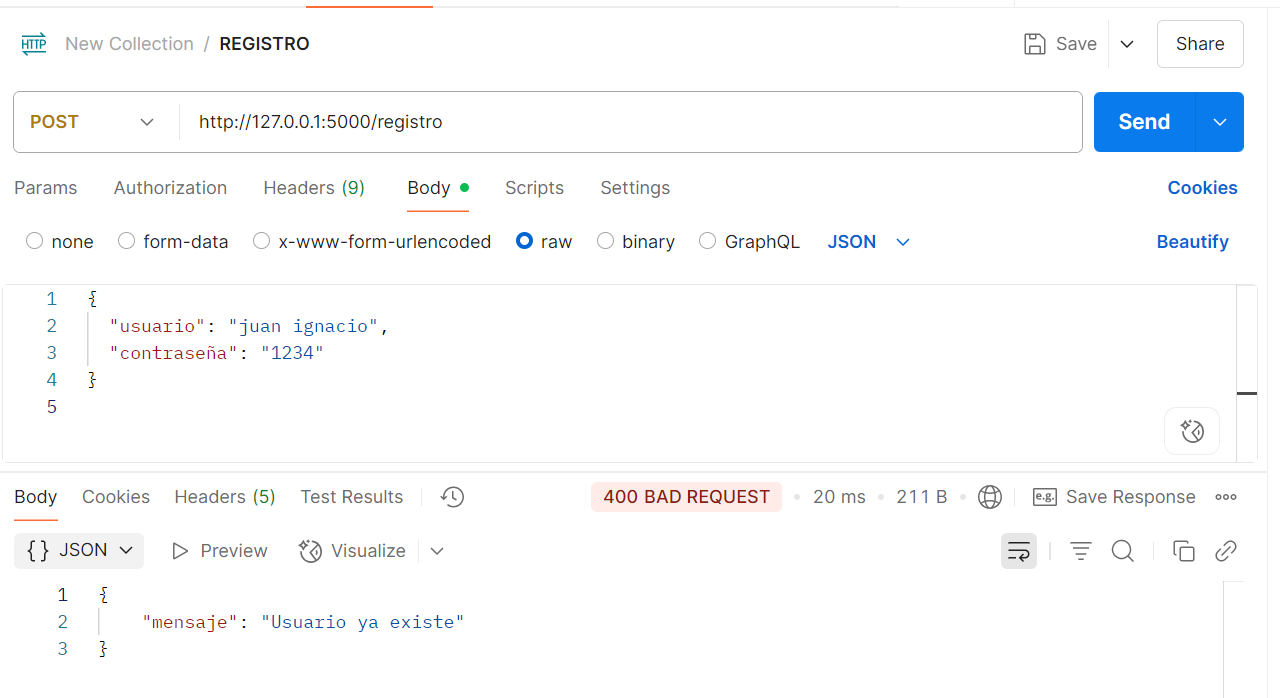 HTTP New Collection / REGISTRO Save Share
POST http://127.0.0.1:5000/registro Send
Params Authorization Headers (9) Body Scripts Settings Cookies
none form-data x-www-form-urlencoded raw binary GraphQL JSON Beautify
1 {
2 "usuario": "juan ignacio",
3 "contraseña": "1234"
4 }
5
Body Cookies Headers (5) Test Results 400 BAD REQUEST 20 ms 211 B e.g. Save Response
{} JSON Preview Visualize
1 {
2 "mensaje": "Usuario ya existe"
3 }